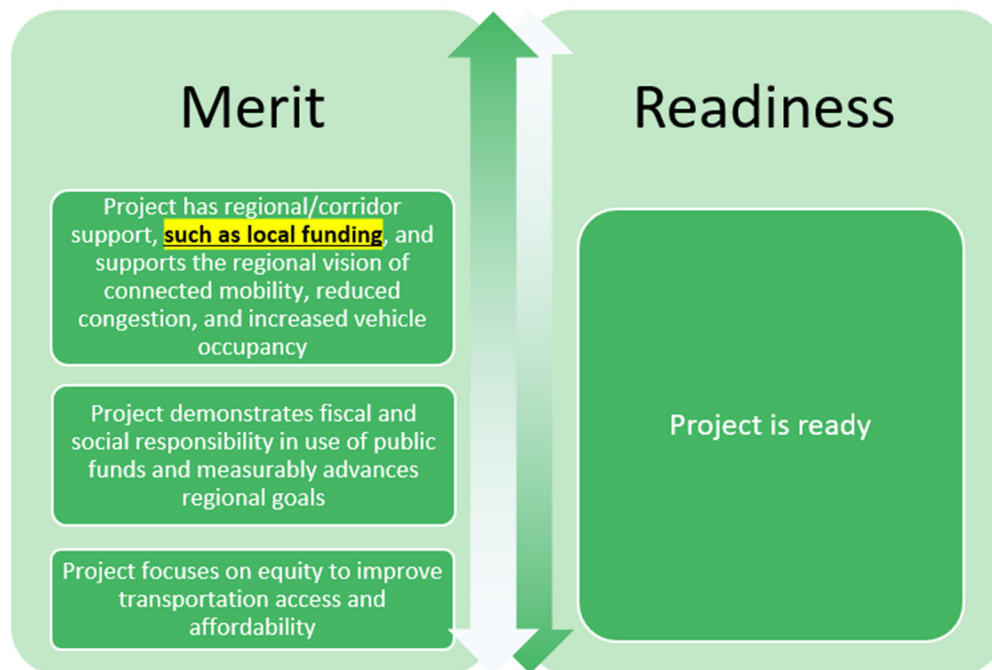 Merit
Project has regional/corridor
support, such as local funding, and
supports the regional vision of
connected mobility, reduced
congestion, and increased vehicle
occupancy
Project demonstrates fiscal and
social responsibility in use of public
funds and measurably advances
regional goals
Project focuses on equity to improve
transportation access and
affordability
Readiness
Project is ready